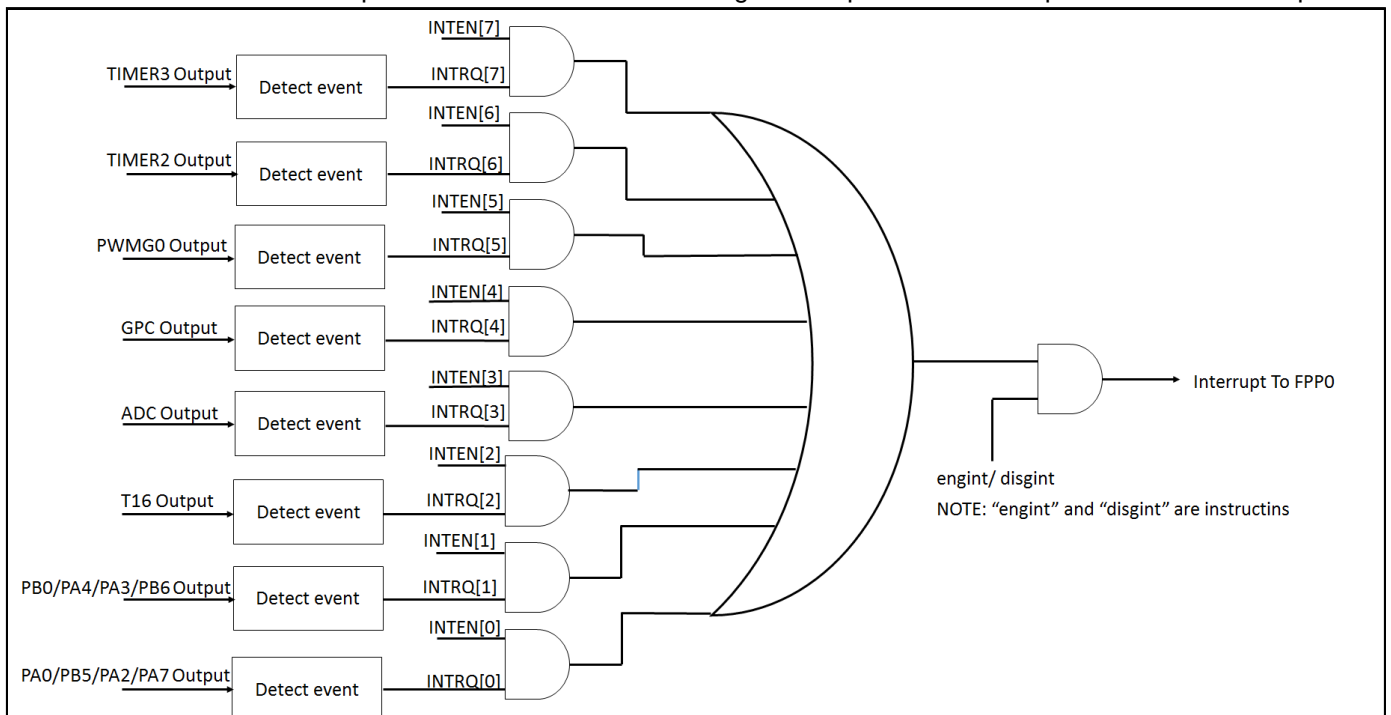 INTEN[7]
TIMER3 Output
Detect event
INTRQ[7]
INTEN[6]
TIMER2 Output
Detect event
INTRQ[6]
INTEN[5]
PWMG0 Output
Detect event
INTRQ[5]
INTEN[4]
GPC Output
Detect event
INTRQ[4]
INTEN[3]
ADC Output
Detect event
INTRQ[3]
INTEN[2]
T16 Output
Detect event
INTRQ[2]
INTEN[1]
PB0/PA4/PA3/PB6 Output
Detect event
INTRQ[1]
INTEN[0]
PA0/PB5/PA2/PA7 Output
Detect event
INTRQ[0]
Interrupt To FPP0
engint/ disgint
NOTE: “engint” and “disgint” are instructins